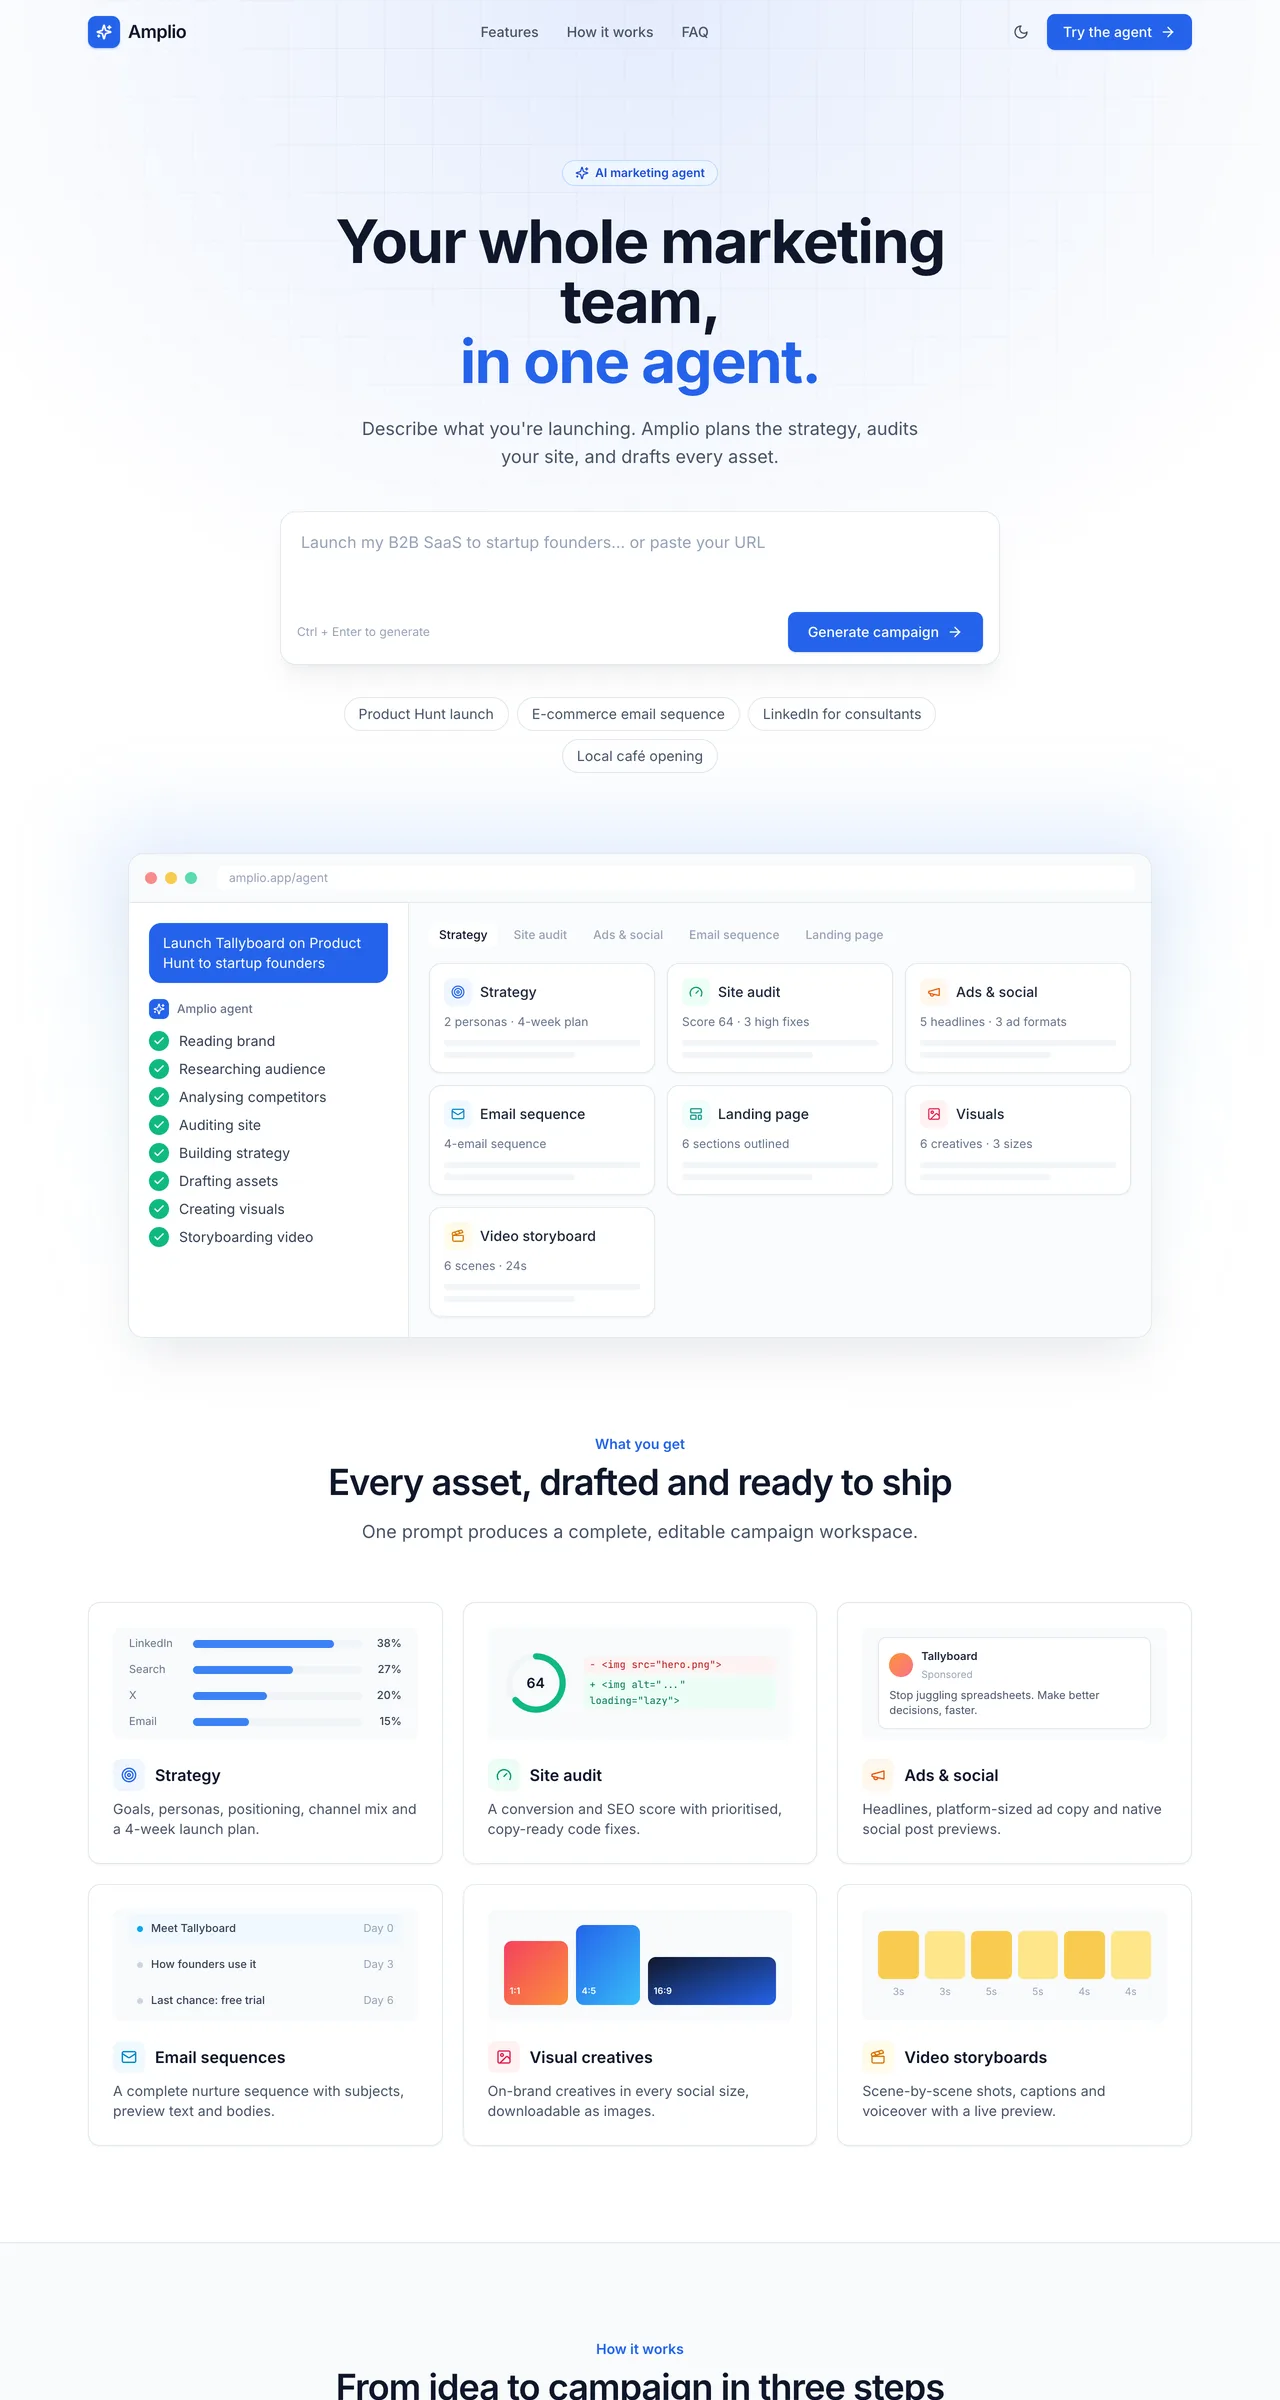 Amplio
Features
How it works
FAQ
Try the agent
AI marketing agent
Your whole marketing
team,
in one agent.
Describe what you're launching. Amplio plans the strategy, audits
your site, and drafts every asset.
Launch my B2B SaaS to startup founders... or paste your URL
Ctrl + Enter to generate
Generate campaign
Product Hunt launch
E-commerce email sequence
LinkedIn for consultants
Local café opening
amplio.app/agent
Launch Tallyboard on Product
Hunt to startup founders
Amplio agent
Reading brand
Researching audience
Analysing competitors
Auditing site
Building strategy
Drafting assets
Creating visuals
Storyboarding video
Strategy
Site audit
Ads & social
Email sequence
Landing page
Strategy
2 personas · 4-week plan
Site audit
Score 64 · 3 high fixes
Ads & social
5 headlines · 3 ad formats
Email sequence
4-email sequence
Landing page
6 sections outlined
Visuals
6 creatives · 3 sizes
Video storyboard
6 scenes · 24s
What you get
Every asset, drafted and ready to ship
One prompt produces a complete, editable campaign workspace.
LinkedIn 38%
Search 27%
X 20%
Email 15%
Strategy
Goals, personas, positioning, channel mix and
a 4-week launch plan.
64
- <img src="hero.png">
+ <img alt="..."
loading="lazy">
Site audit
A conversion and SEO score with prioritised,
copy-ready code fixes.
Tallyboard
Sponsored
Stop juggling spreadsheets. Make better
decisions, faster.
Ads & social
Headlines, platform-sized ad copy and native
social post previews.
Meet Tallyboard Day 0
How founders use it Day 3
Last chance: free trial Day 6
Email sequences
A complete nurture sequence with subjects,
preview text and bodies.
1:1
4:5
16:9
Visual creatives
On-brand creatives in every social size,
downloadable as images.
3s 3s 5s 5s 4s 4s
Video storyboards
Scene-by-scene shots, captions and
voiceover with a live preview.
How it works
From idea to campaign in three steps